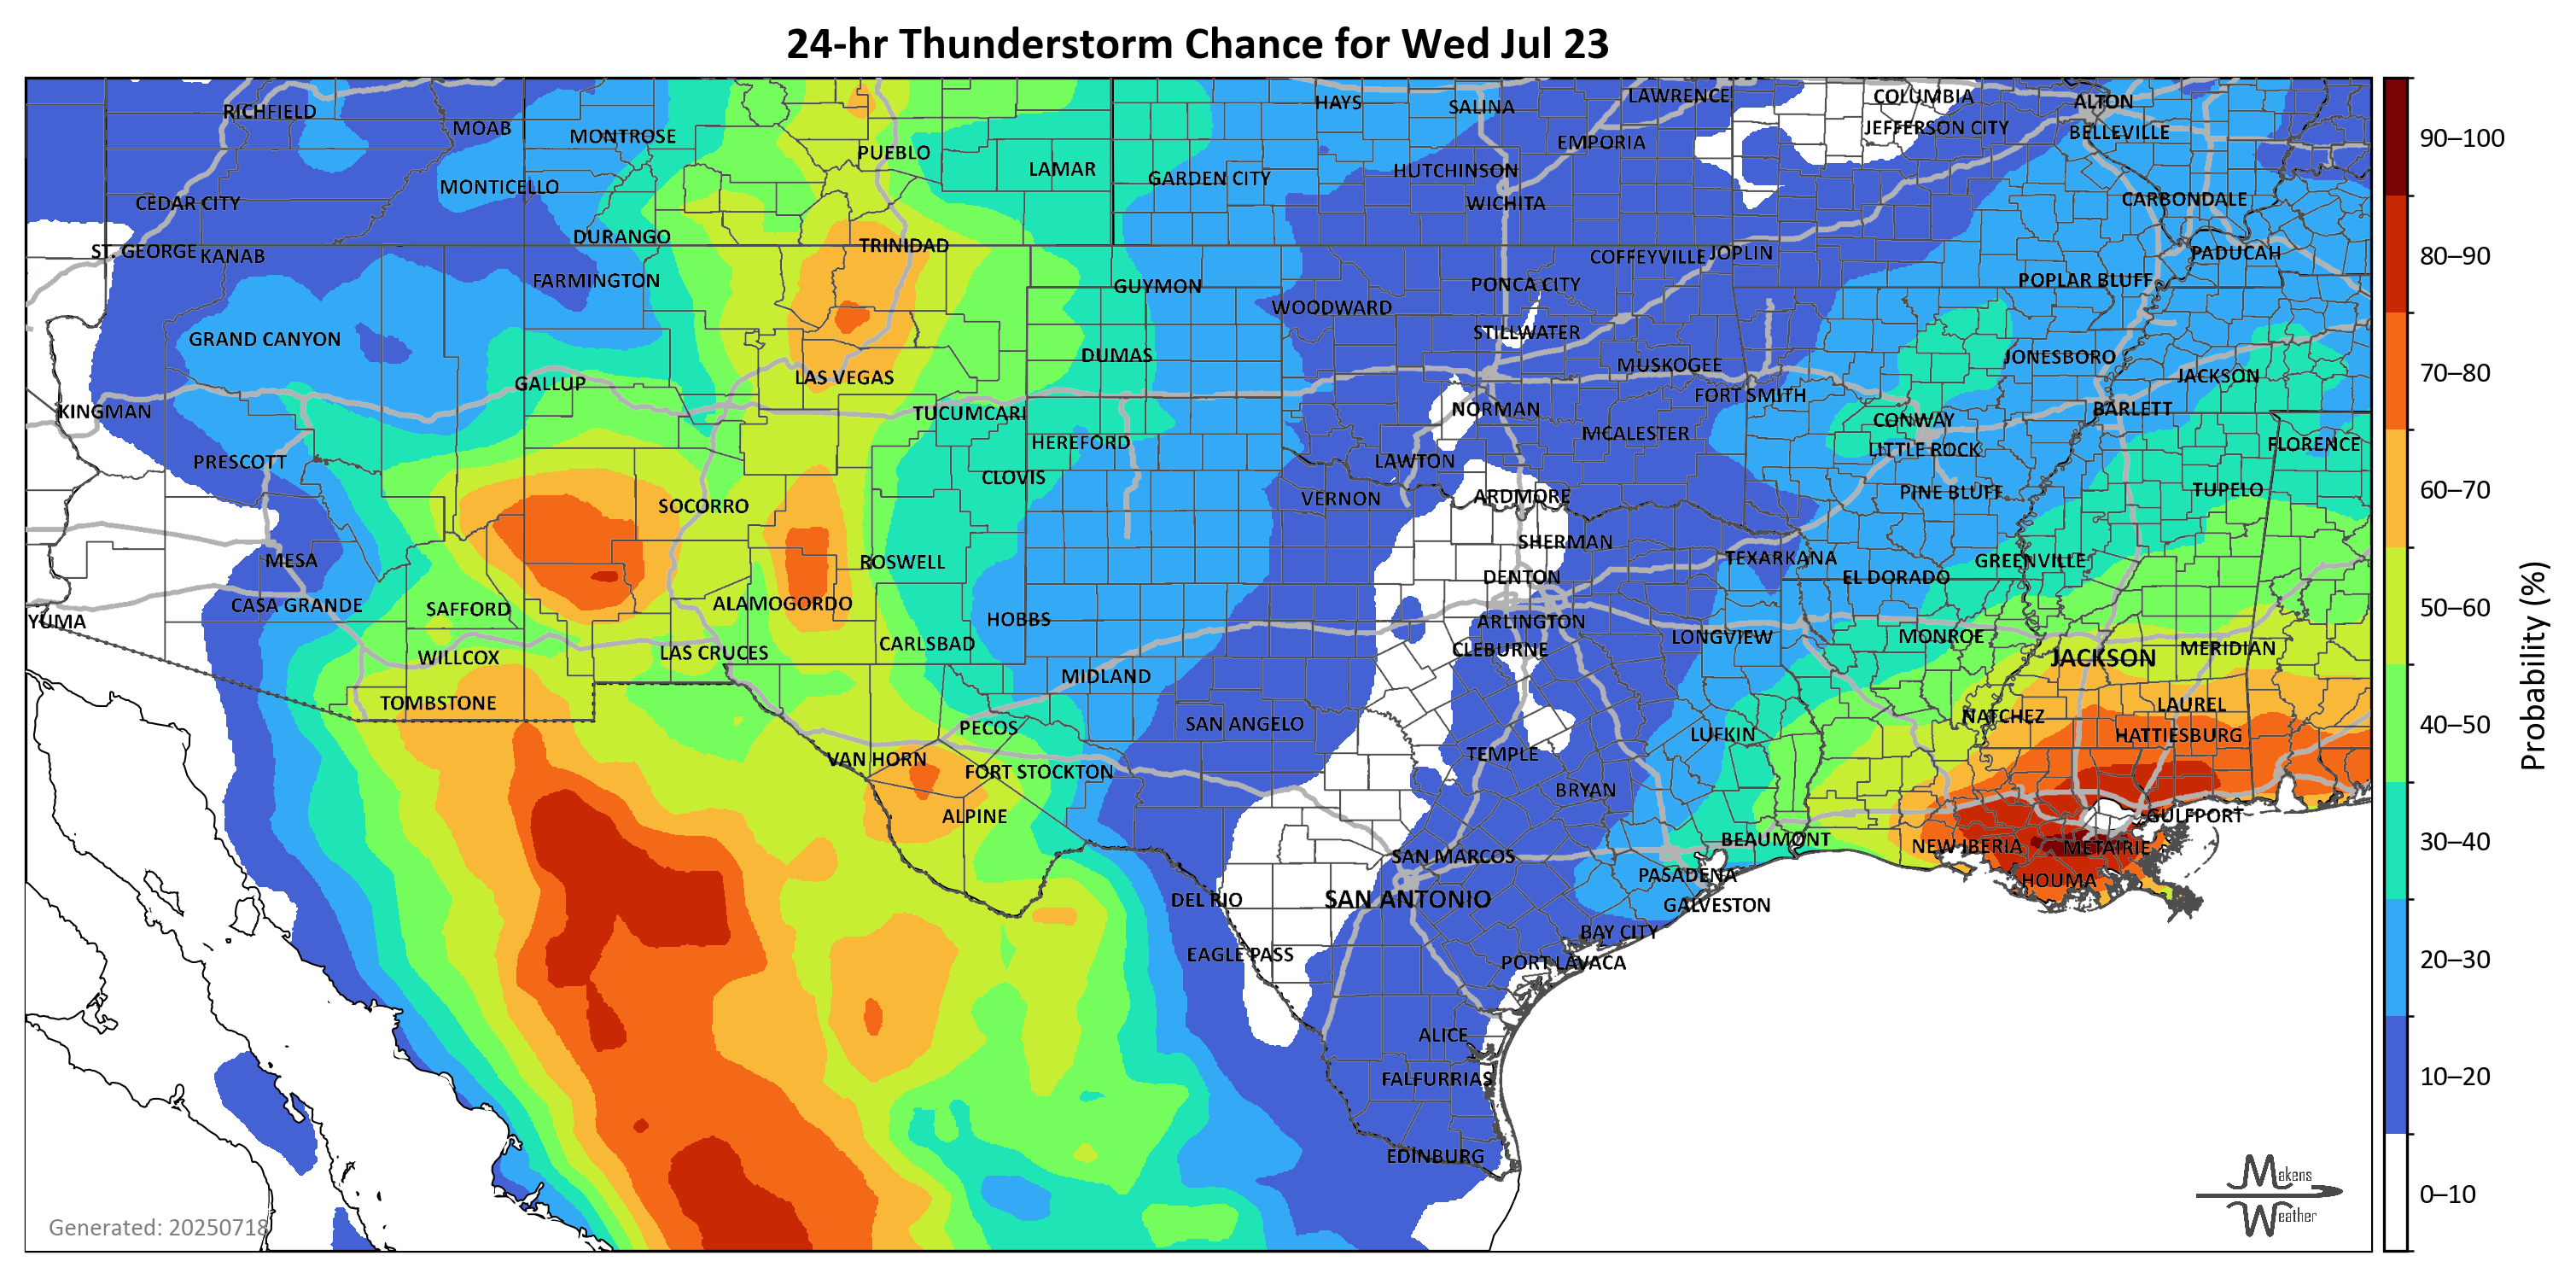 24-hr Thunderstorm Chance for Wed Jul 23
RICHFIELD
MOAB
MONTROSE
PUEBLO
LAMAR
HAYS
SALINA
LAWRENCE
COLUMBIA
ALTON
EMPORIA
JEFFERSON CITY
BELLEVILLE
90–100
MONTICELLO
GARDEN CITY
HUTCHINSON
CEDAR CITY
WICHITA
CARBONDALE
DURANGO
TRINIDAD
ST. GEORGE
KANAB
COFFEYVILLE
JOPLIN
PADUCAH
80–90
FARMINGTON
GUYMON
PONCA CITY
POPLAR BLUFF
WOODWARD
GRAND CANYON
STILLWATER
DUMAS
MUSKOGEE
JONESBORO
LAS VEGAS
GALLUP
JACKSON
70–80
KINGMAN
TUCUMCARI
NORMAN
FORT SMITH
BARLETT
HEREFORD
MCALESTER
CONWAY
FLORENCE
PRESCOTT
CLOVIS
LAWTON
LITTLE ROCK
SOCORRO
VERNON
ARDMORE
PINE BLUFF
TUPELO
60–70
MESA
ROSWELL
SHERMAN
TEXARKANA
GREENVILLE
CASA GRANDE
SAFFORD
ALAMOGORDO
DENTON
EL DORADO
YUMA
HOBBS
ARLINGTON
50–60
WILLCOX
LAS CRUCES
CARLSBAD
CLEBURNE
LONGVIEW
MONROE
JACKSON
MERIDIAN
TOMBSTONE
MIDLAND
LAUREL
Probability (%)
PECOS
SAN ANGELO
LUFKIN
NATCHEZ
HATTIESBURG
40–50
VAN HORN
FORT STOCKTON
TEMPLE
ALPINE
BRYAN
GULFPORT
SAN MARCOS
BEAUMONT
NEW IBERIA
METAIRIE
30–40
DEL RIO
SAN ANTONIO
PASADENA
GALVESTON
HOUMA
EAGLE PASS
BAY CITY
PORT LAVACA
20–30
ALICE
FALFURRIAS
10–20
EDINBURG
Makens
Weather
0–10
Generated: 20250718